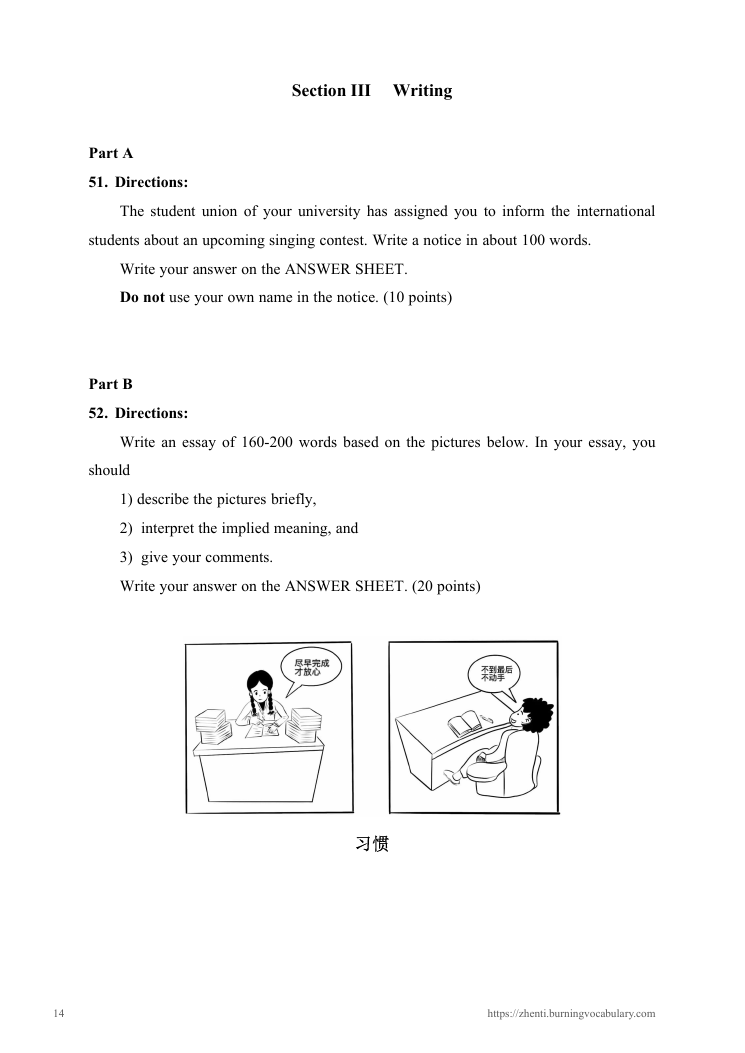 Section III Writing
Part A
51. Directions:
The student union of your university has assigned you to inform the international
students about an upcoming singing contest. Write a notice in about 100 words.
Write your answer on the ANSWER SHEET.
Do not use your own name in the notice. (10 points)
Part B
52. Directions:
Write an essay of 160-200 words based on the pictures below. In your essay, you
should
1) describe the pictures briefly,
2) interpret the implied meaning, and
3) give your comments.
Write your answer on the ANSWER SHEET. (20 points)
尽早完成
才放心
不到最后
不动手
习惯
14 https://zhenti.burningvocabulary.com